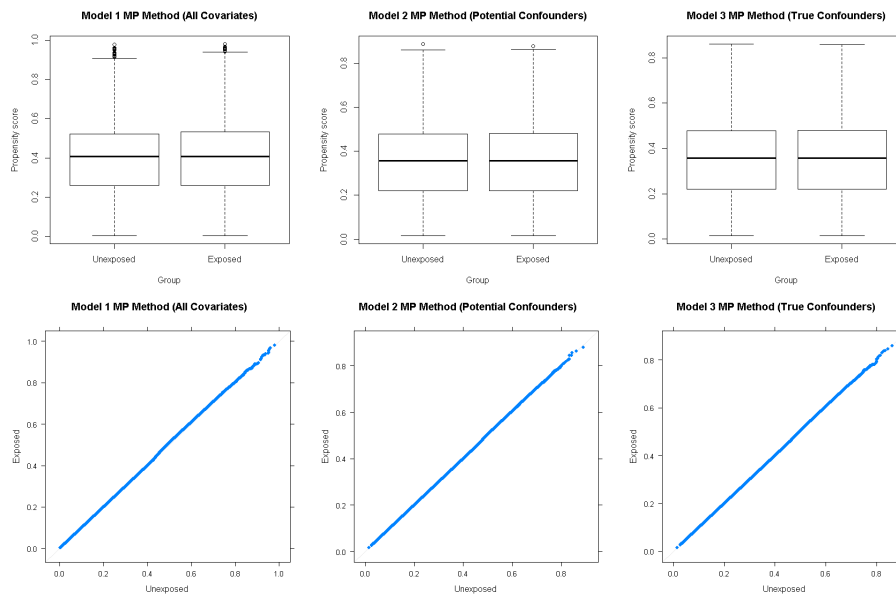 Model 1 MP Method (All Covariates)
Model 2 MP Method (Potential Confounders)
Model 3 MP Method (True Confounders)
Propensity score
1.0
0.8
0.6
0.4
0.2
0.0
Unexposed
Exposed
Group
Propensity score
0.8
0.6
0.4
0.2
0.0
Unexposed
Exposed
Group
Propensity score
0.8
0.6
0.4
0.2
0.0
Unexposed
Exposed
Group
Model 1 MP Method (All Covariates)
Model 2 MP Method (Potential Confounders)
Model 3 MP Method (True Confounders)
Exposed
1.0
0.8
0.6
0.4
0.2
0.0
0.0 0.2 0.4 0.6 0.8 1.0
Unexposed
Exposed
0.8
0.6
0.4
0.2
0.0
0.0 0.2 0.4 0.6 0.8
Unexposed
Exposed
0.8
0.6
0.4
0.2
0.0
0.0 0.2 0.4 0.6 0.8
Unexposed